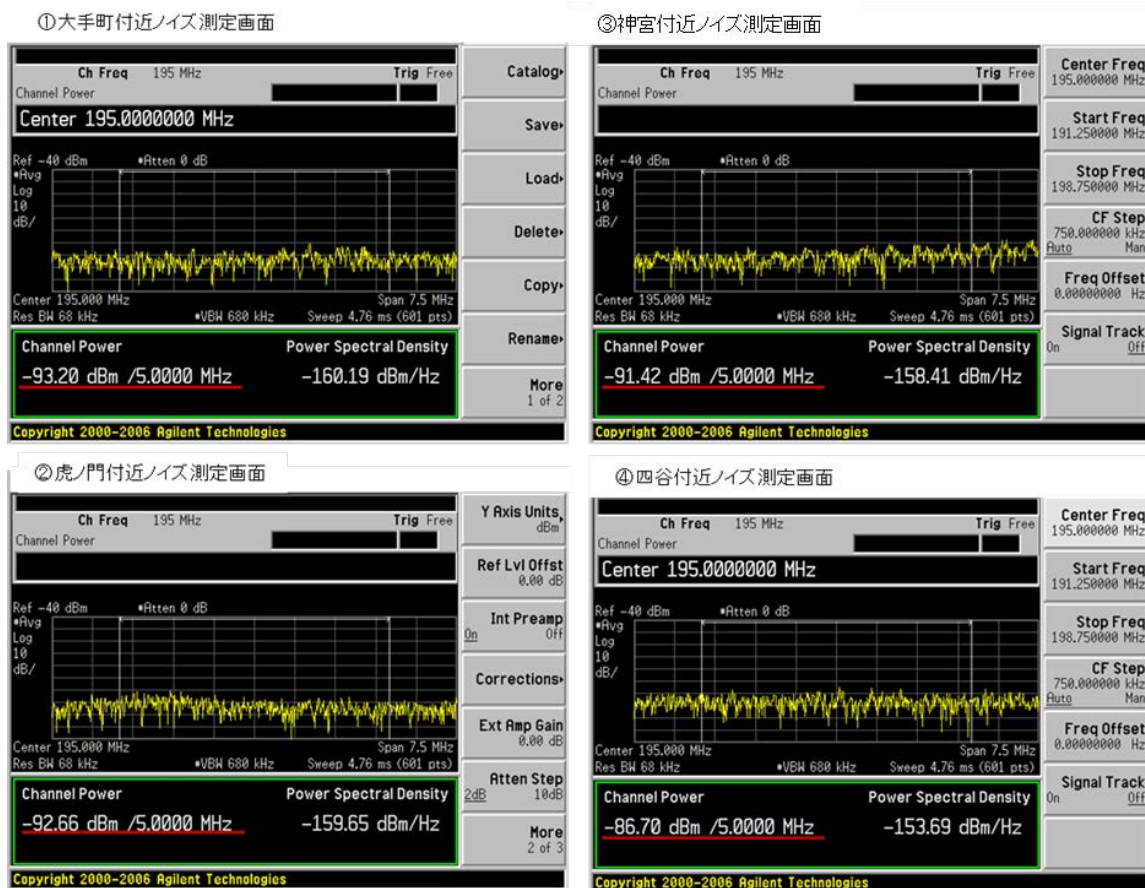 ①大手町付近ノイズ測定画面
Ch Freq 195 MHz Trig Free
Channel Power
Center 195.0000000 MHz
Ref -40 dBm *Atten 0 dB
*Avg
Log
10
dB/
Center 195.000 MHz Span 7.5 MHz
Res BW 68 kHz *VBW 680 kHz Sweep 4.76 ms (601 pts)
Channel Power Power Spectral Density
-93.20 dBm /5.0000 MHz -160.19 dBm/Hz
Copyright 2000-2006 Agilent Technologies
Catalog
Save
Load
Delete
Copy
Rename
More
1 of 2
③神宮付近ノイズ測定画面
Ch Freq 195 MHz Trig Free
Channel Power
Ref -40 dBm *Atten 0 dB
*Avg
Log
10
dB/
Center 195.000 MHz Span 7.5 MHz
Res BW 68 kHz *VBW 680 kHz Sweep 4.76 ms (601 pts)
Channel Power Power Spectral Density
-91.42 dBm /5.0000 MHz -158.41 dBm/Hz
Copyright 2000-2006 Agilent Technologies
Center Freq
195.000000 MHz
Start Freq
191.250000 MHz
Stop Freq
198.750000 MHz
CF Step
750.000000 kHz
Auto Man
Freq Offset
0.00000000 Hz
Signal Track
On Off
②虎ノ門付近ノイズ測定画面
Ch Freq 195 MHz Trig Free
Channel Power
Ref -40 dBm *Atten 0 dB
*Avg
Log
10
dB/
Center 195.000 MHz Span 7.5 MHz
Res BW 68 kHz *VBW 680 kHz Sweep 4.76 ms (601 pts)
Channel Power Power Spectral Density
-92.66 dBm /5.0000 MHz -159.65 dBm/Hz
Copyright 2000-2006 Agilent Technologies
Y Axis Units
dBm
Ref Lvl Offst
0.00 dB
Int Preamp
On Off
Corrections
Ext Amp Gain
0.00 dB
Atten Step
2dB 10dB
More
2 of 3
④四谷付近ノイズ測定画面
Ch Freq 195 MHz Trig Free
Channel Power
Center 195.0000000 MHz
Ref -40 dBm *Atten 0 dB
*Avg
Log
10
dB/
Center 195.000 MHz Span 7.5 MHz
Res BW 68 kHz *VBW 680 kHz Sweep 4.76 ms (601 pts)
Channel Power Power Spectral Density
-86.70 dBm /5.0000 MHz -153.69 dBm/Hz
Copyright 2000-2006 Agilent Technologies
Center Freq
195.000000 MHz
Start Freq
191.250000 MHz
Stop Freq
198.750000 MHz
CF Step
750.000000 kHz
Auto Man
Freq Offset
0.00000000 Hz
Signal Track
On Off